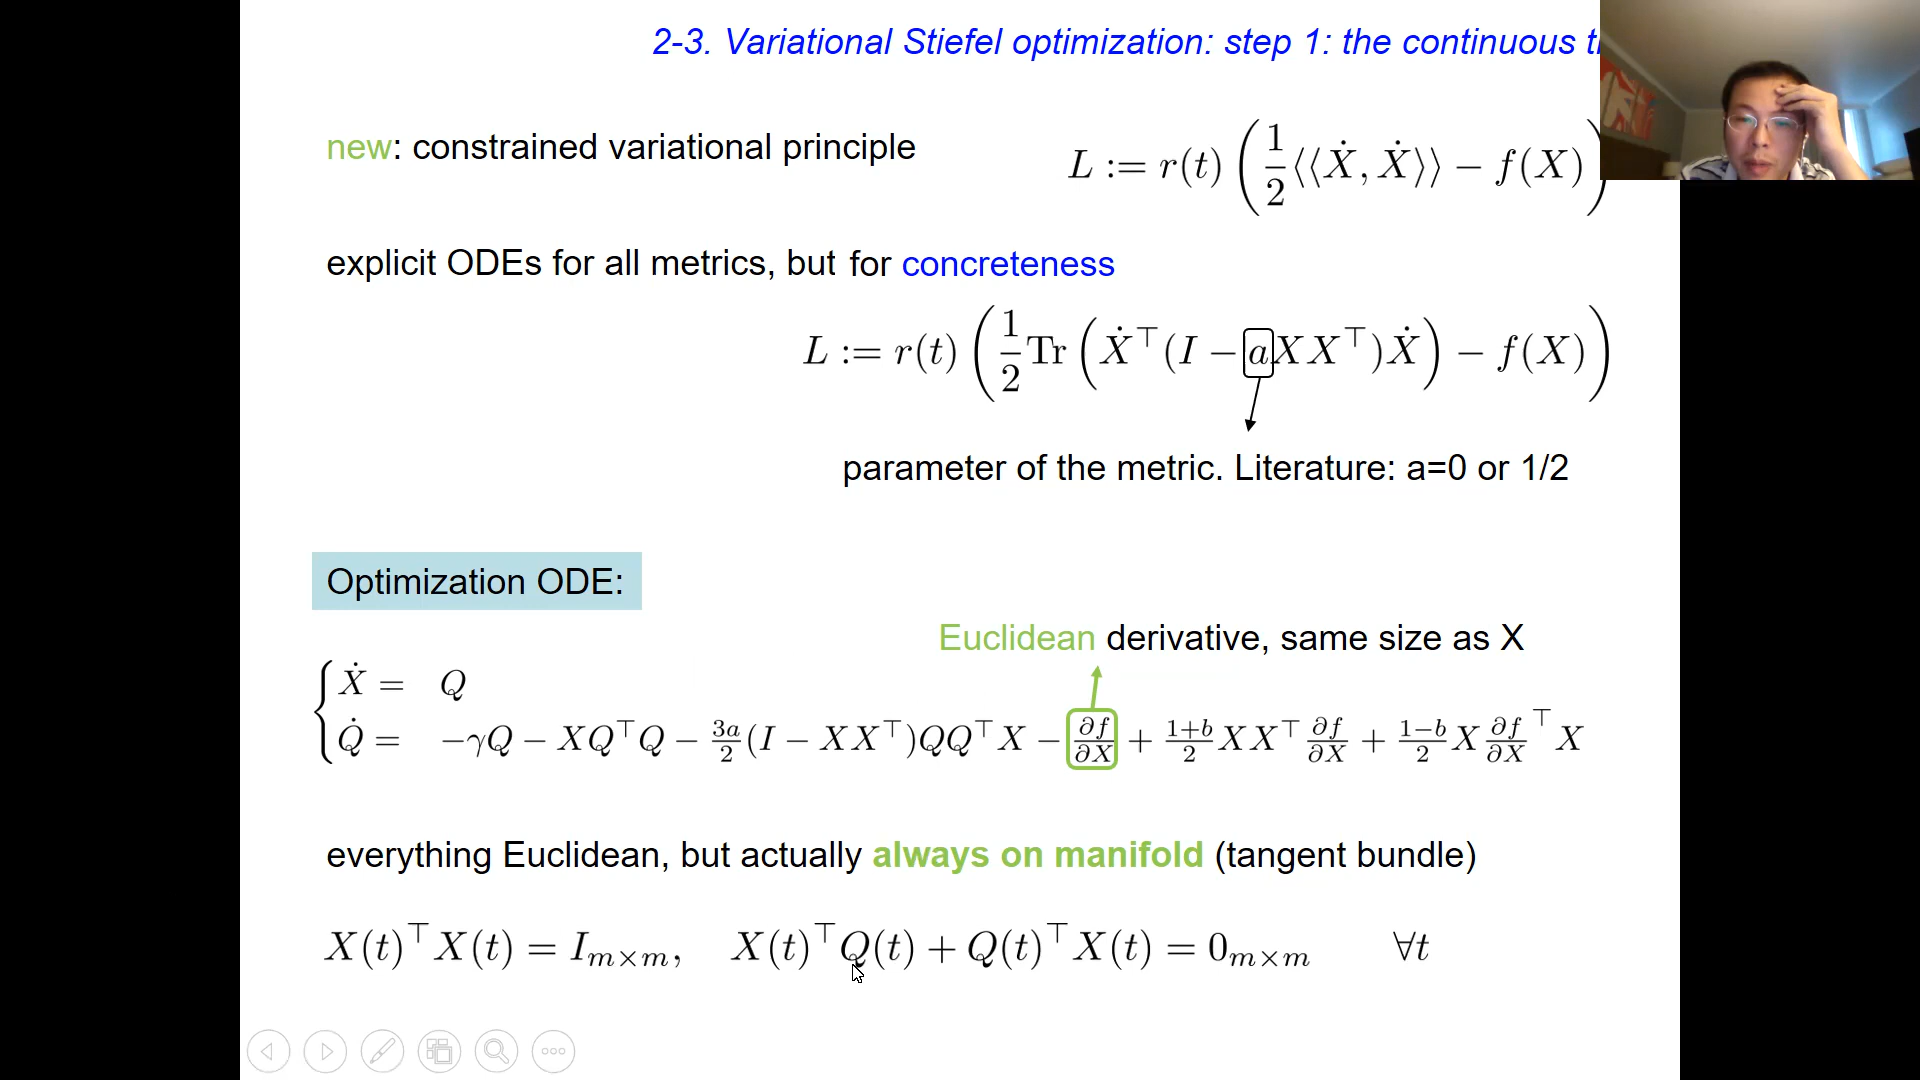 2-3. Variational Stiefel optimization: step 1: the continuous
new: constrained variational principle
L := r(t) ( 1/2 ⟨⟨Ẋ, Ẋ⟩⟩ − f(X) )
explicit ODEs for all metrics, but for concreteness
L := r(t) ( 1/2 Tr ( Ẋ^⊤ (I − aXX^⊤)Ẋ ) − f(X) )
parameter of the metric. Literature: a=0 or 1/2
Optimization ODE:
Euclidean derivative, same size as X
Ẋ = Q
Q̇ = −γQ − XQ^⊤Q − 3a/2 (I − XX^⊤)QQ^⊤X − ∂f/∂X + (1+b)/2 XX^⊤ ∂f/∂X + (1−b)/2 X ∂f/∂X^⊤ X
everything Euclidean, but actually always on manifold (tangent bundle)
X(t)^⊤X(t) = I_{m×m}, X(t)^⊤Q(t) + Q(t)^⊤X(t) = 0_{m×m} ∀t